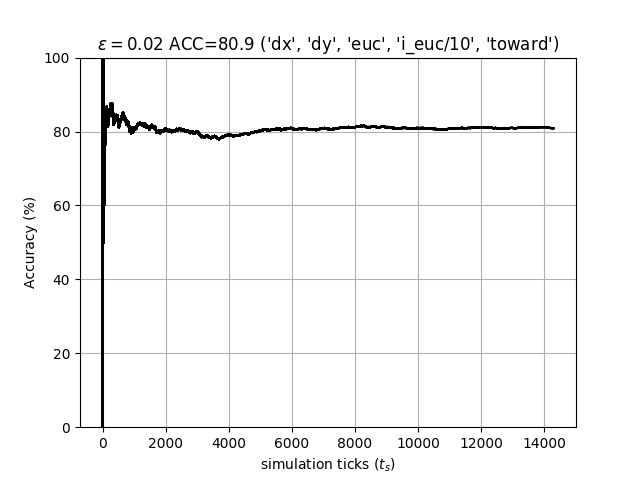 ε = 0.02 ACC=80.9 ('dx', 'dy', 'euc', 'i_euc/10', 'toward')
100
80
60
40
20
0
Accuracy (%)
0 2000 4000 6000 8000 10000 12000 14000
simulation ticks (tₛ)